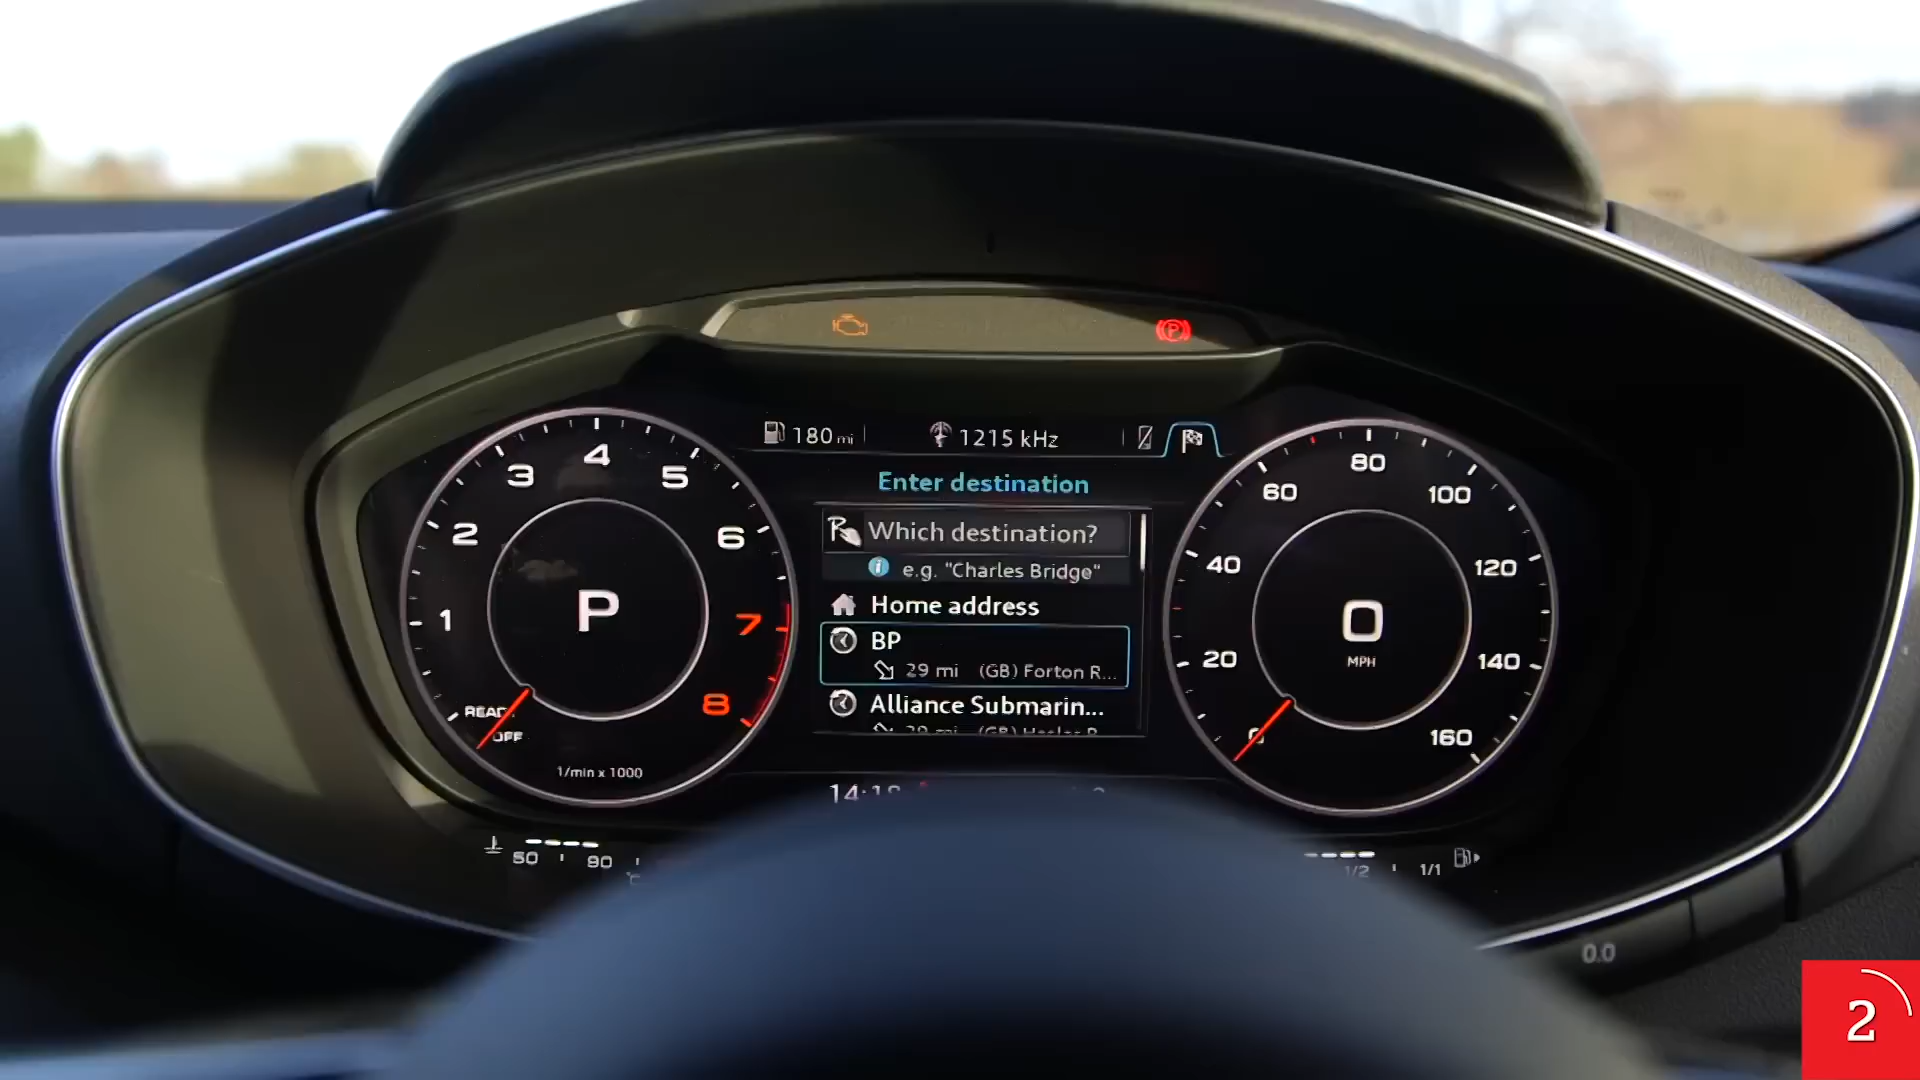 180 mi
1215 kHz
Enter destination
Which destination?
e.g. "Charles Bridge"
Home address
BP
29 mi (GB) Forton R...
Alliance Submarin...
1
2
3
4
5
6
7
8
P
READY
OFF
1/min x 1000
0
20
40
60
80
100
120
140
160
0
MPH
50
90
°C
1/2
1/1
0.0
2